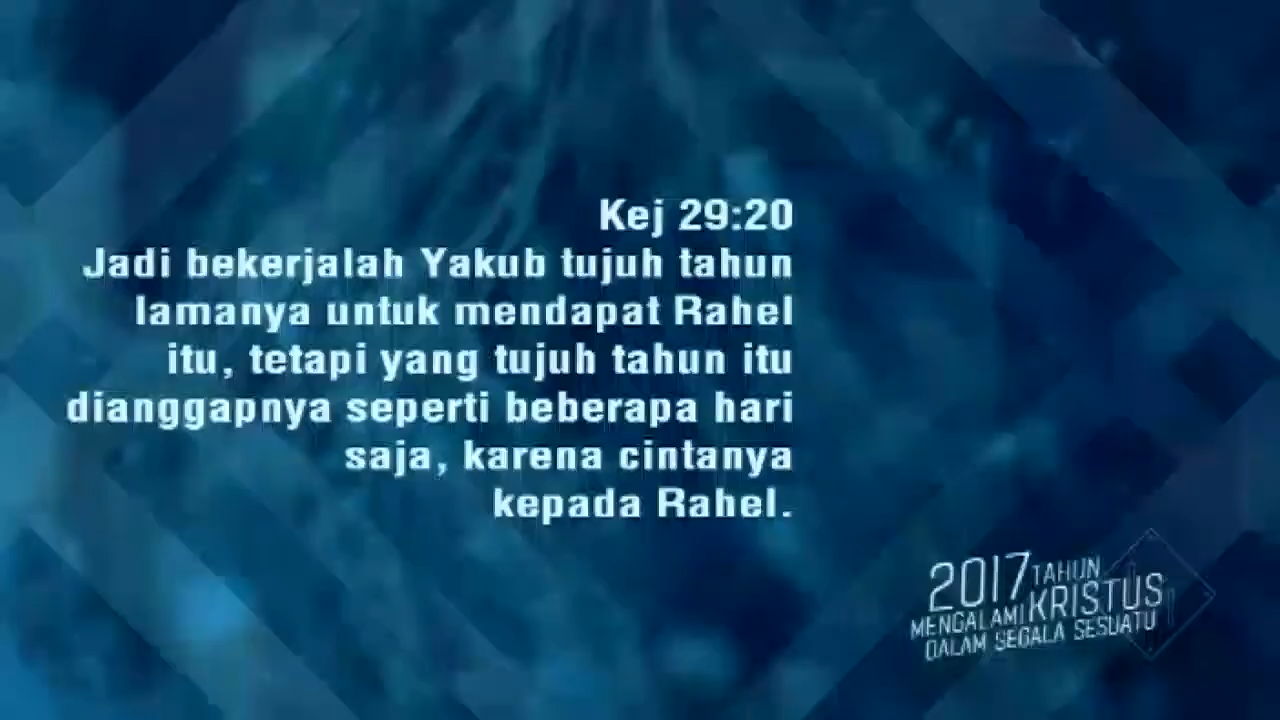 Kej 29:20
Jadi bekerjalah Yakub tujuh tahun
lamanya untuk mendapat Rahel
itu, tetapi yang tujuh tahun itu
dianggapnya seperti beberapa hari
saja, karena cintanya
kepada Rahel.
2017 TAHUN
MENGALAMI KRISTUS
DALAM SEGALA SESUATU